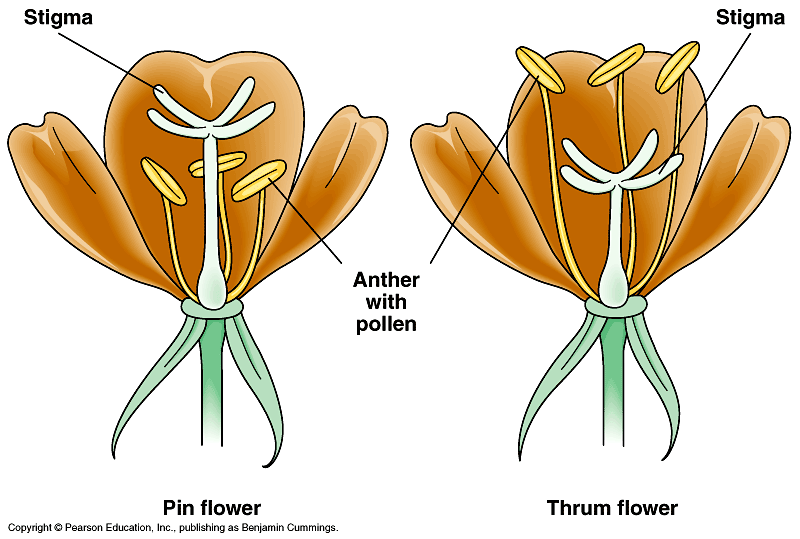 Stigma
Stigma
Anther
with
pollen
Pin flower
Thrum flower
Copyright © Pearson Education, Inc., publishing as Benjamin Cummings.